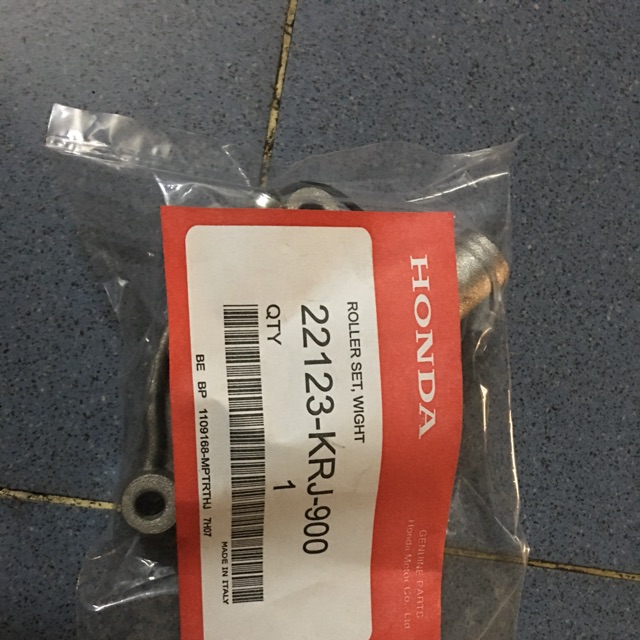 HONDA
GENUINE PARTS
Honda Motor Co., Ltd
ROLLER SET, WIGHT
22123-KRJ-900
QTY 1
BE BP 1109168-MPTRTHJ 7H07
MADE IN ITALY